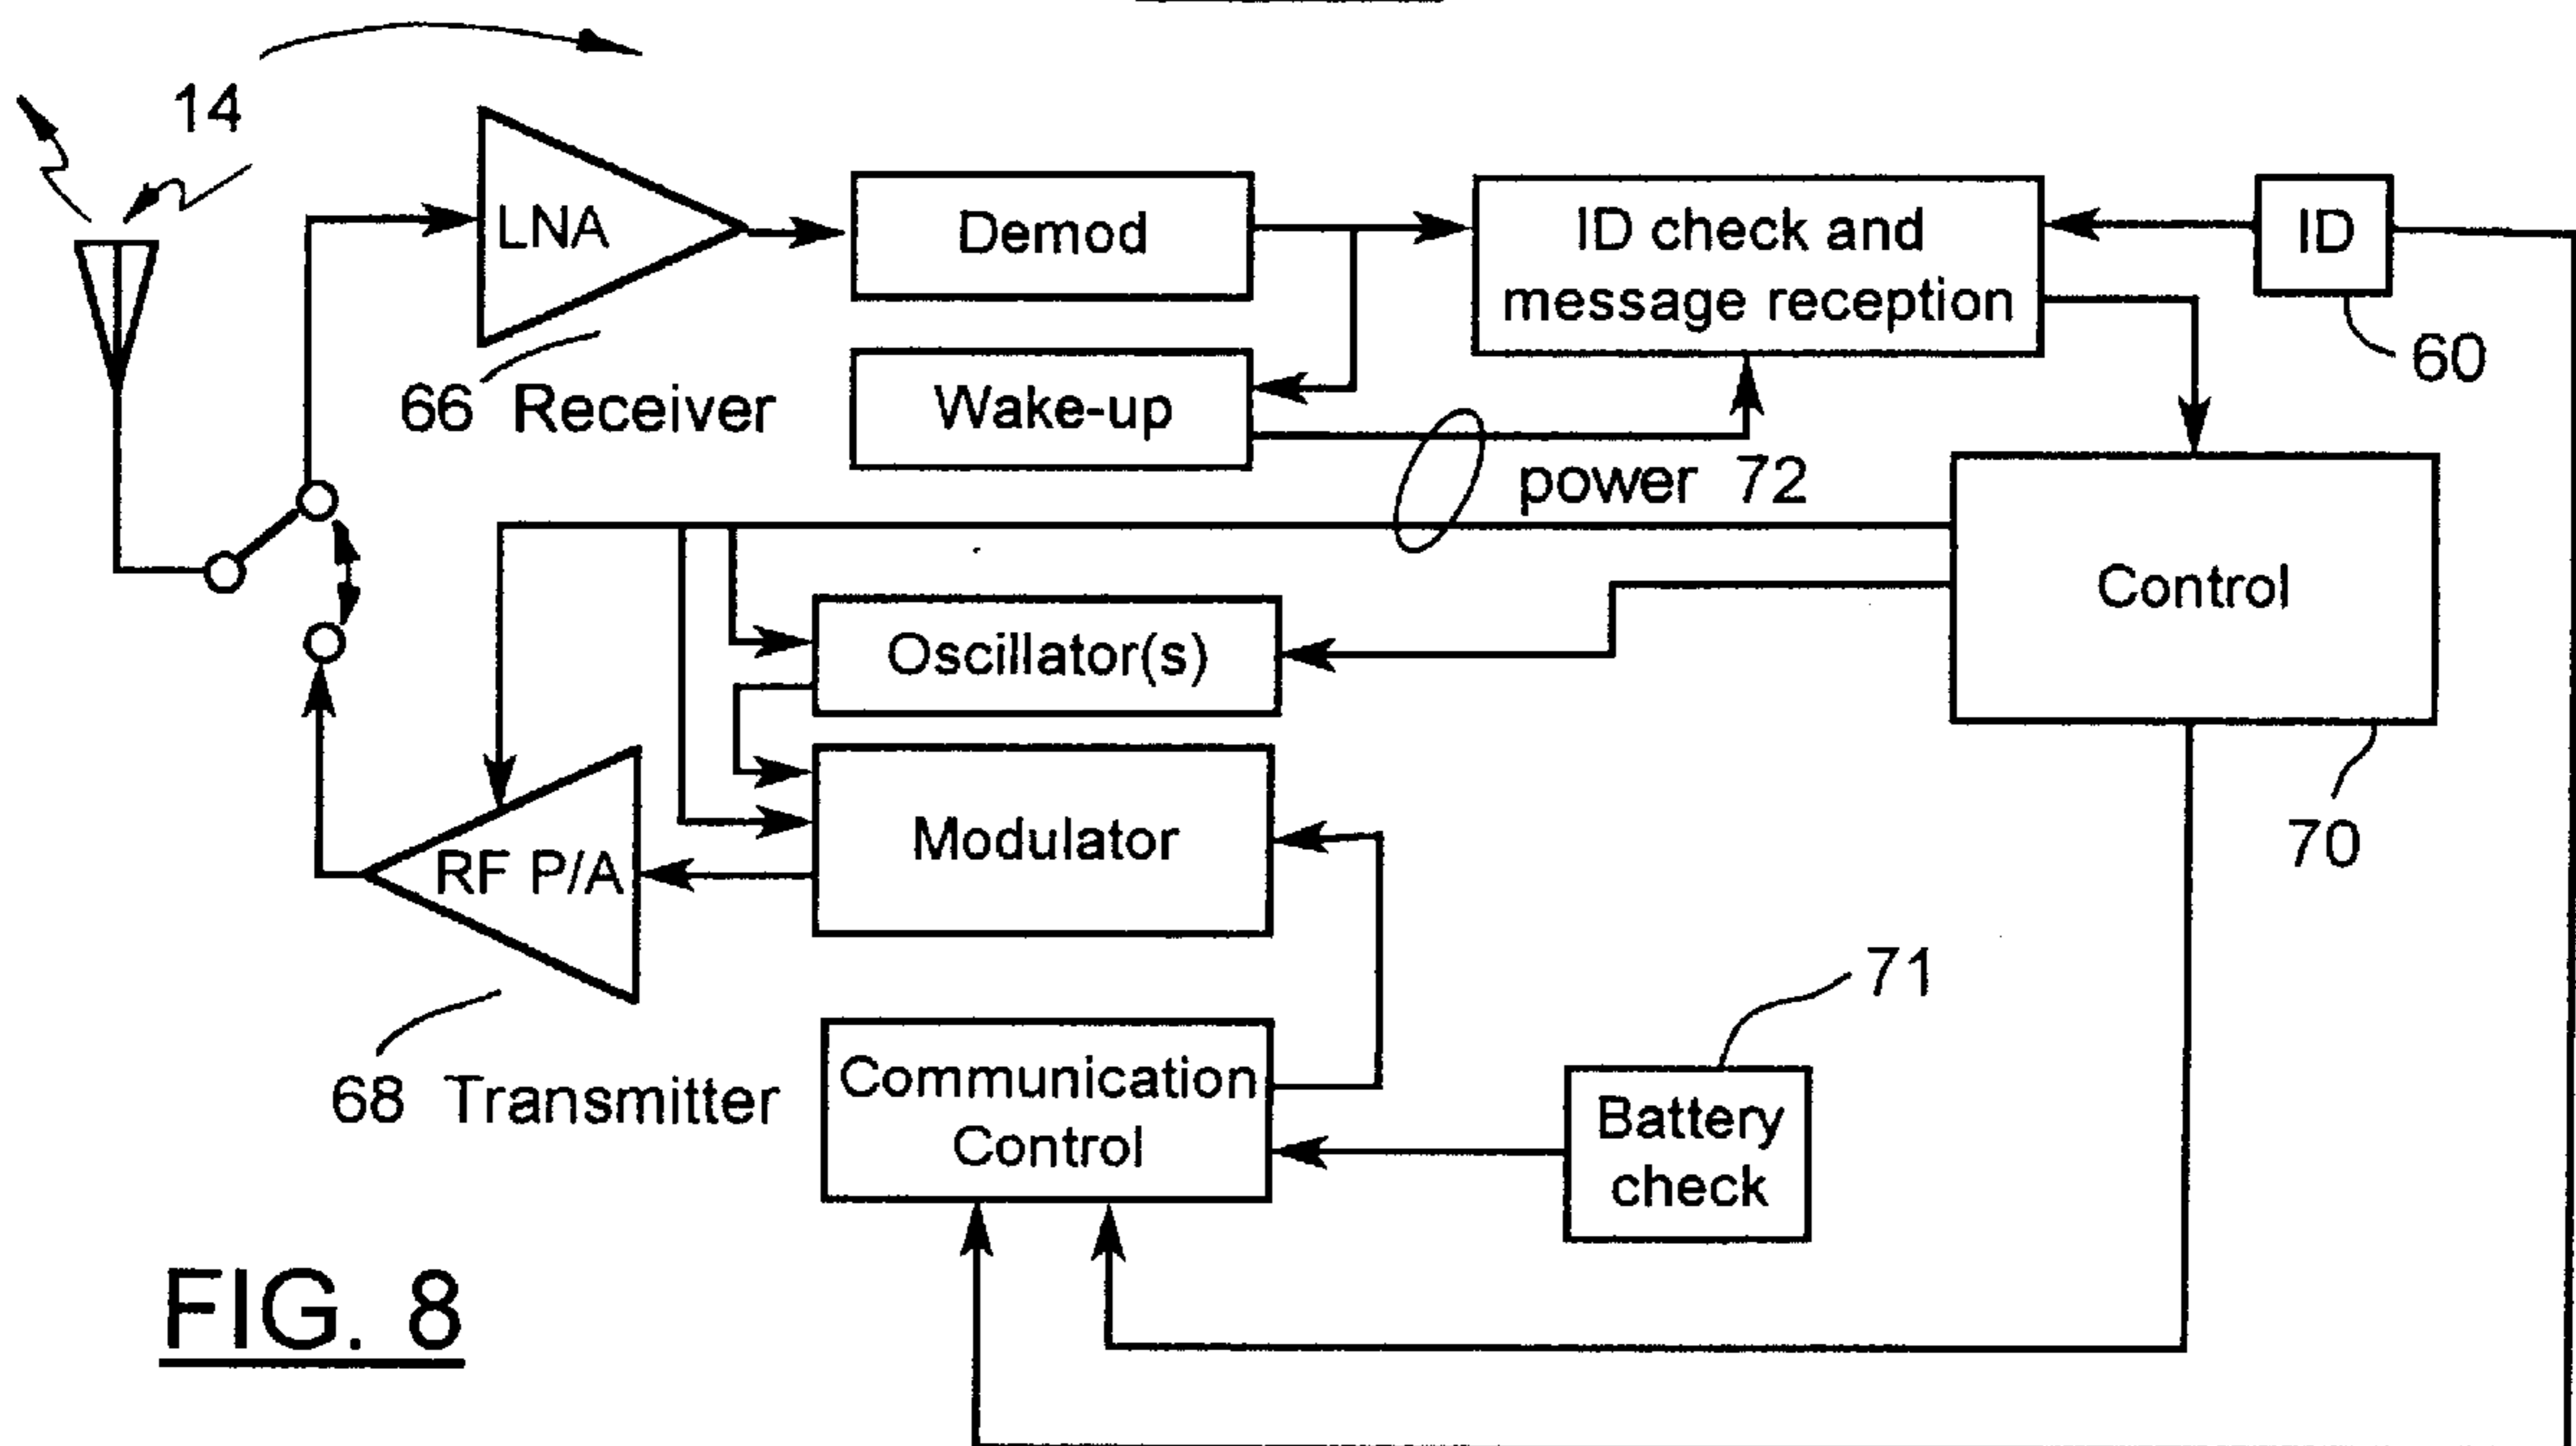 14
LNA
Demod
ID check and
message reception
ID
60
66 Receiver
Wake-up
power 72
Control
70
Oscillator(s)
Modulator
RF P/A
68 Transmitter
Communication
Control
Battery
check
71
FIG. 8